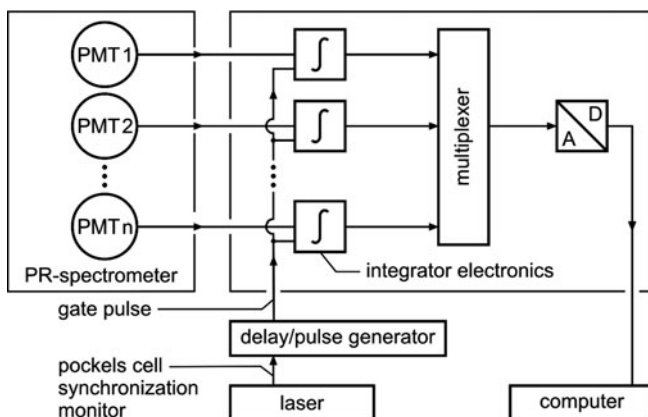 PMT1
PMT2
PMTn
PR-spectrometer
∫
∫
∫
integrator electronics
multiplexer
D
A
gate pulse
delay/pulse generator
pockels cell
synchronization
monitor
laser
computer